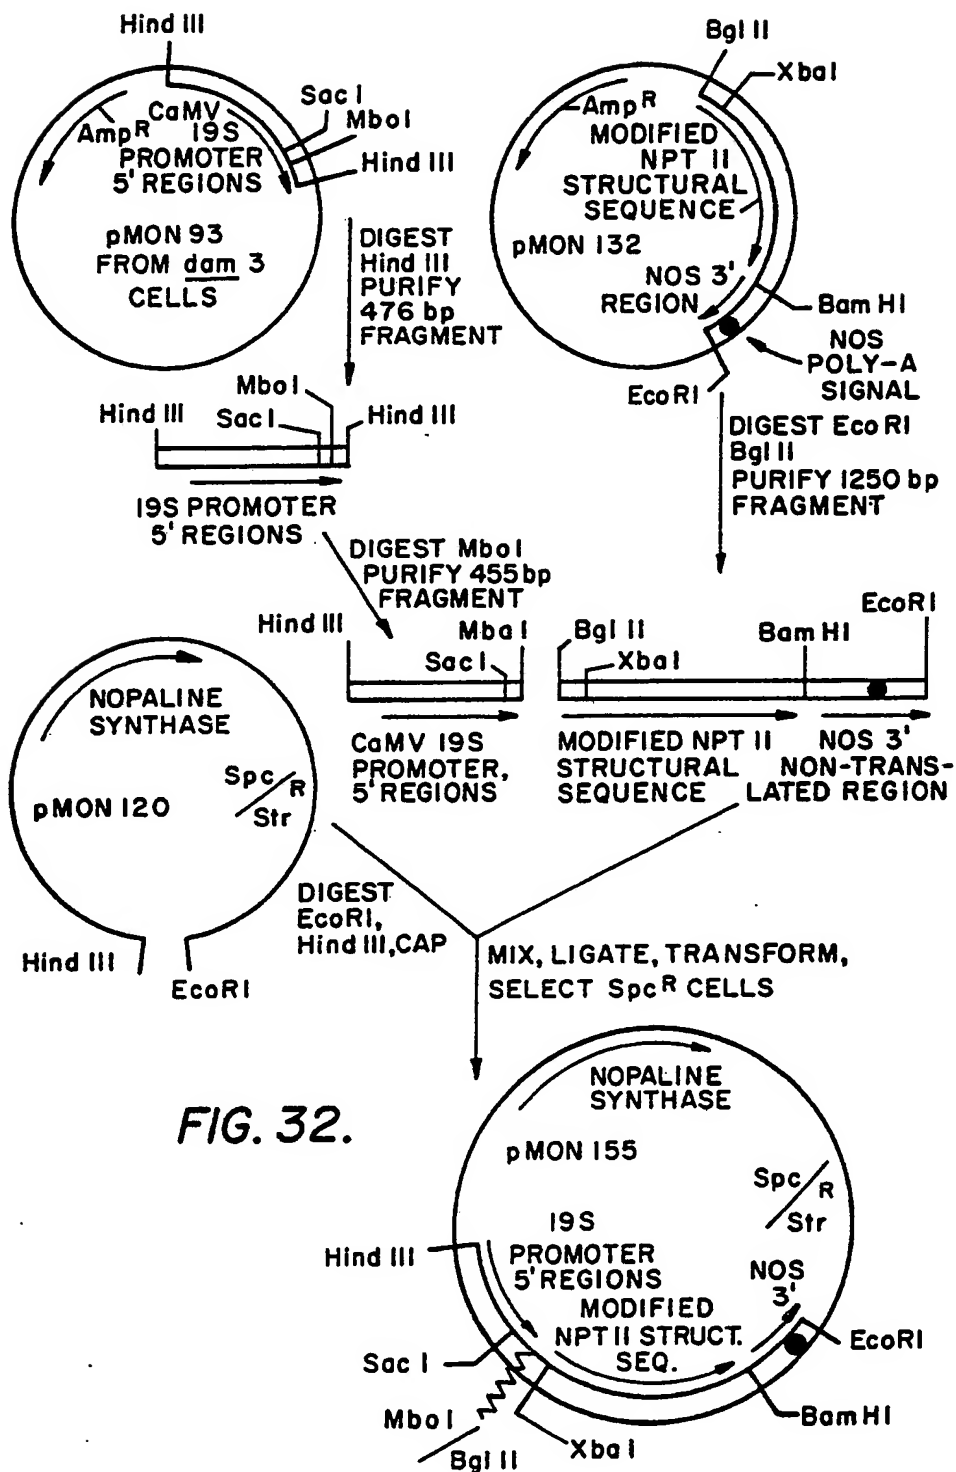 Hind III
Sac I
Mbo I
Hind III
Amp R
CaMV
19S
PROMOTER
5' REGIONS
pMON 93
FROM dam 3
CELLS
DIGEST
Hind III
PURIFY
476 bp
FRAGMENT
Bgl II
XbaI
Amp R
MODIFIED
NPT II
STRUCTURAL
SEQUENCE
pMON 132
NOS 3'
REGION
Bam HI
NOS
POLY-A
SIGNAL
EcoRI
DIGEST Eco RI
Bgl II
PURIFY 1250 bp
FRAGMENT
Hind III
Sac I
Mbo I
Hind III
19S PROMOTER
5' REGIONS
DIGEST Mbo I
PURIFY 455 bp
FRAGMENT
Hind III
Sac I
Mba I
CaMV 19S
PROMOTER,
5' REGIONS
Bgl II
Xba I
Bam HI
EcoRI
MODIFIED NPT II
STRUCTURAL
SEQUENCE
NOS 3'
NON-TRANS-
LATED REGION
NOPALINE
SYNTHASE
pMON 120
Spc R
Str
Hind III
EcoRI
DIGEST
EcoRI,
Hind III, CAP
MIX, LIGATE, TRANSFORM,
SELECT Spc R CELLS
FIG. 32.
NOPALINE
SYNTHASE
pMON 155
Spc R
Str
19S
PROMOTER
5' REGIONS
MODIFIED
NPT II STRUCT.
SEQ.
NOS
3'
Hind III
Sac I
Mbo I
Bgl II
Xba I
Bam HI
EcoRI